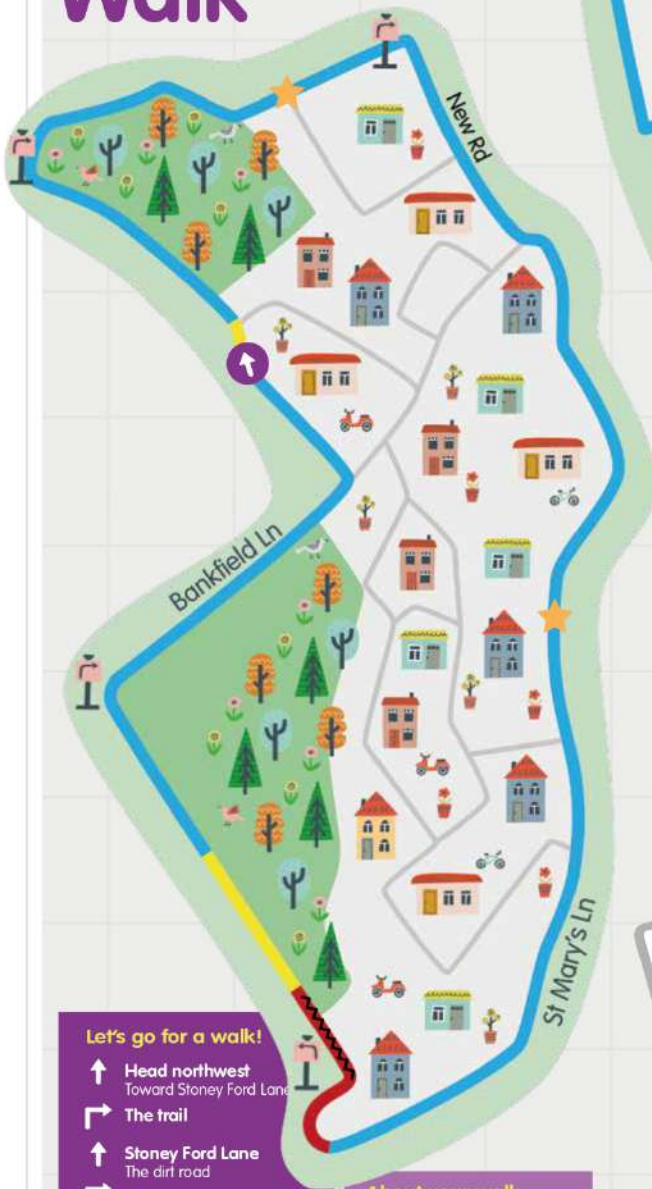 Walk
New Rd
Bankfield Ln
St Mary's Ln
Let's go for a walk!
Head northwest
Toward Stoney Ford Lane
The trail
Stoney Ford Lane
The dirt road